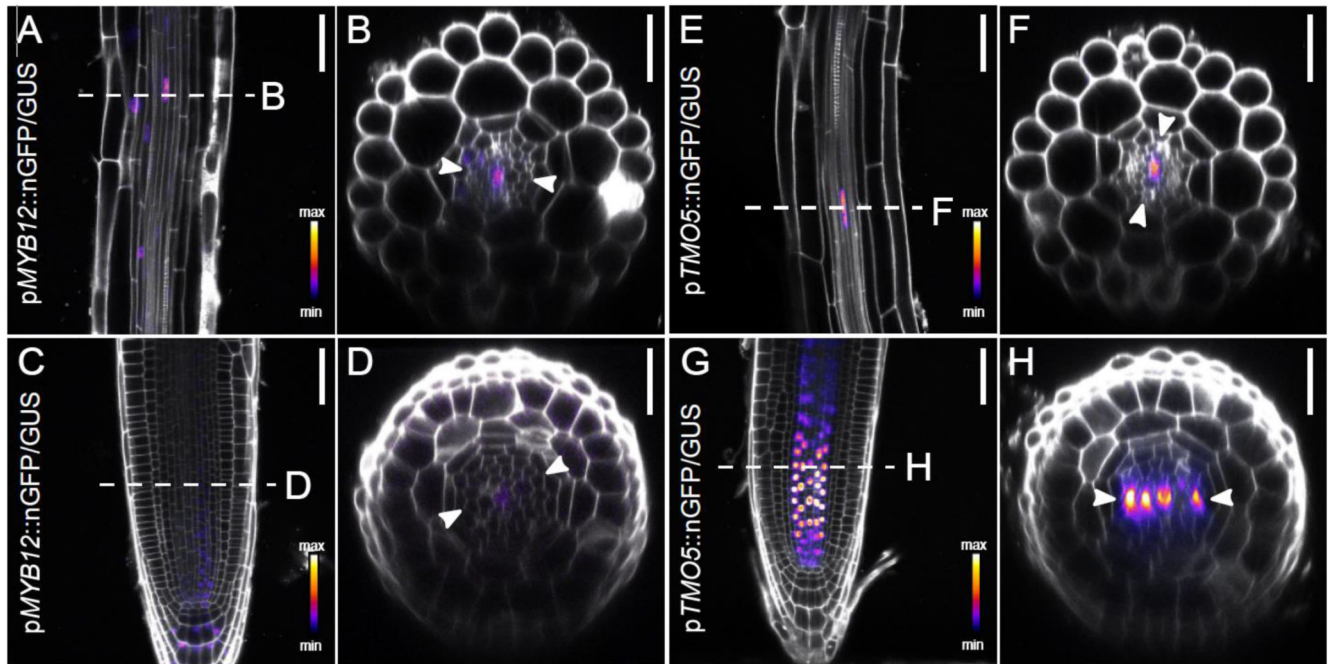 A
pMYB12::nGFP/GUS
B
max
min
B
E
pTMO5::nGFP/GUS
F
max
min
F
C
pMYB12::nGFP/GUS
D
max
min
D
G
pTMO5::nGFP/GUS
H
max
min
H